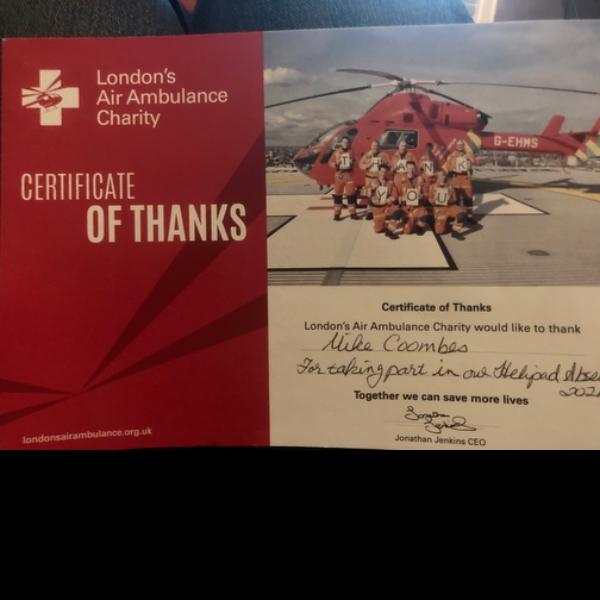 London's
Air Ambulance
Charity
CERTIFICATE
OF THANKS
londonsairambulance.org.uk
G-EHMS
THANK
YOU
Certificate of Thanks
London's Air Ambulance Charity would like to thank
Mike Coombes
For taking part in our Helipad
Together we can save more lives
Jonathan Jenkins CEO